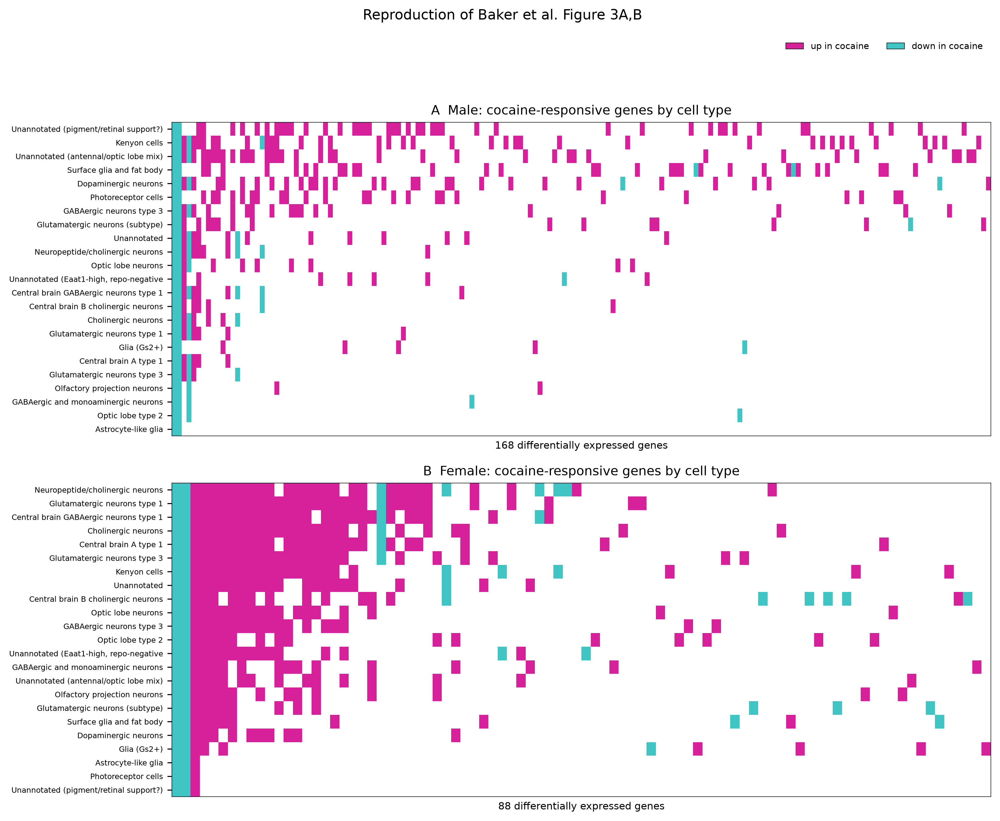 Reproduction of Baker et al. Figure 3A,B
up in cocaine
down in cocaine
A Male: cocaine-responsive genes by cell type
Unannotated (pigment/retinal support?)
Kenyon cells
Unannotated (antennal/optic lobe mix)
Surface glia and fat body
Dopaminergic neurons
Photoreceptor cells
GABAergic neurons type 3
Glutamatergic neurons (subtype)
Unannotated
Neuropeptide/cholinergic neurons
Optic lobe neurons
Unannotated (Eaat1-high, repo-negative
Central brain GABAergic neurons type 1
Central brain B cholinergic neurons
Cholinergic neurons
Glutamatergic neurons type 1
Glia (Gs2+)
Central brain A type 1
Glutamatergic neurons type 3
Olfactory projection neurons
GABAergic and monoaminergic neurons
Optic lobe type 2
Astrocyte-like glia
168 differentially expressed genes
B Female: cocaine-responsive genes by cell type
Neuropeptide/cholinergic neurons
Glutamatergic neurons type 1
Central brain GABAergic neurons type 1
Cholinergic neurons
Central brain A type 1
Glutamatergic neurons type 3
Kenyon cells
Unannotated
Central brain B cholinergic neurons
Optic lobe neurons
GABAergic neurons type 3
Optic lobe type 2
Unannotated (Eaat1-high, repo-negative
GABAergic and monoaminergic neurons
Unannotated (antennal/optic lobe mix)
Olfactory projection neurons
Glutamatergic neurons (subtype)
Surface glia and fat body
Dopaminergic neurons
Glia (Gs2+)
Astrocyte-like glia
Photoreceptor cells
Unannotated (pigment/retinal support?)
88 differentially expressed genes